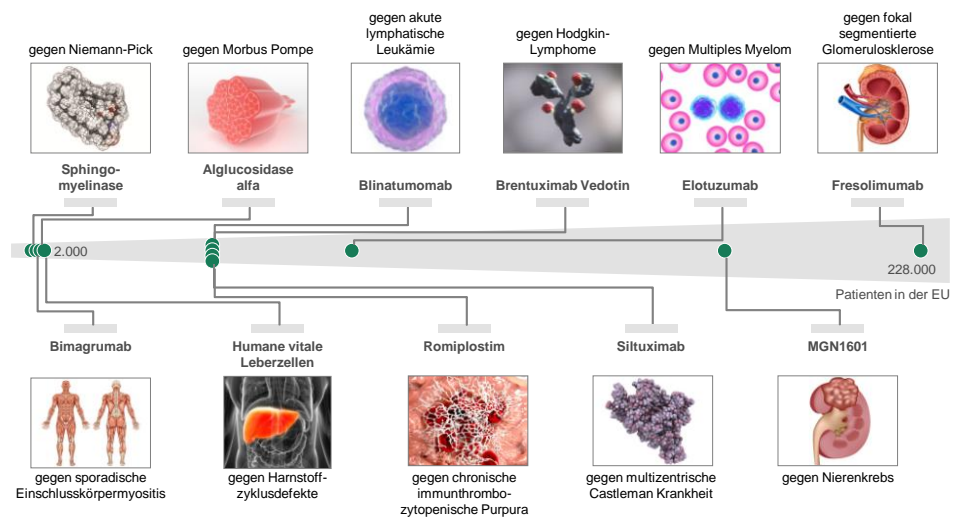 gegen Niemann-Pick
gegen Morbus Pompe
gegen akute
lymphatische
Leukämie
gegen Hodgkin-
Lymphome
gegen Multiples Myelom
gegen fokal
segmentierte
Glomerulosklerose
Sphingo-
myelinase
Alglucosidase
alfa
Blinatumomab
Brentuximab Vedotin
Elotuzumab
Fresolimumab
2.000
228.000
Patienten in der EU
Bimagrumab
Humane vitale
Leberzellen
Romiplostim
Siltuximab
MGN1601
gegen sporadische
Einschlusskörpermyositis
gegen Harnstoff-
zyklusdefekte
gegen chronische
immunthrombo-
zytopenische Purpura
gegen multizentrische
Castleman Krankheit
gegen Nierenkrebs